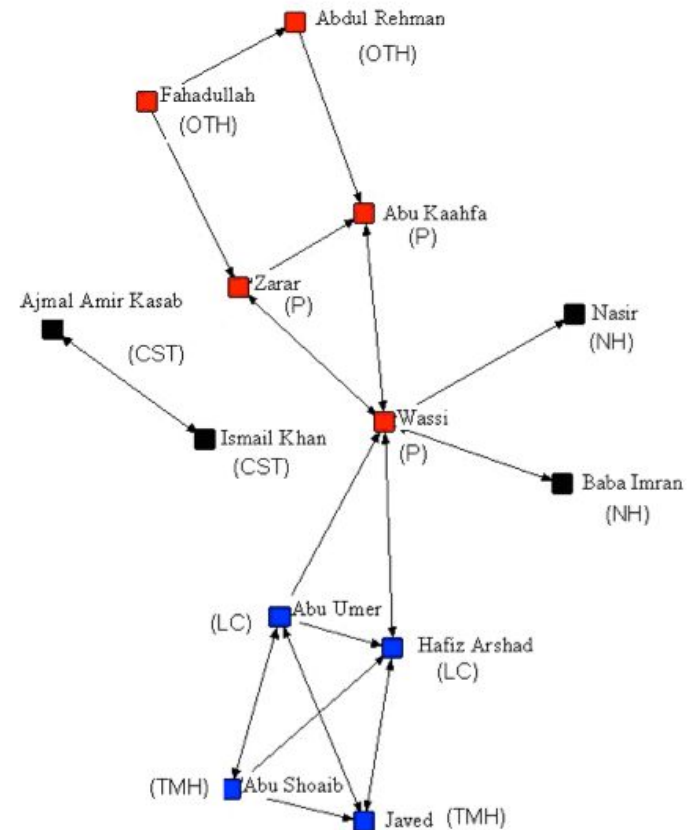 Abdul Rehman
(OTH)
Fahadullah
(OTH)
Abu Kaahfa
(P)
Zarar
(P)
Ajmal Amir Kasab
(CST)
Nasir
(NH)
Wassi
(P)
Ismail Khan
(CST)
Baba Imran
(NH)
Abu Umer
(LC)
Hafiz Arshad
(LC)
(TMH)
Abu Shoaib
Javed (TMH)